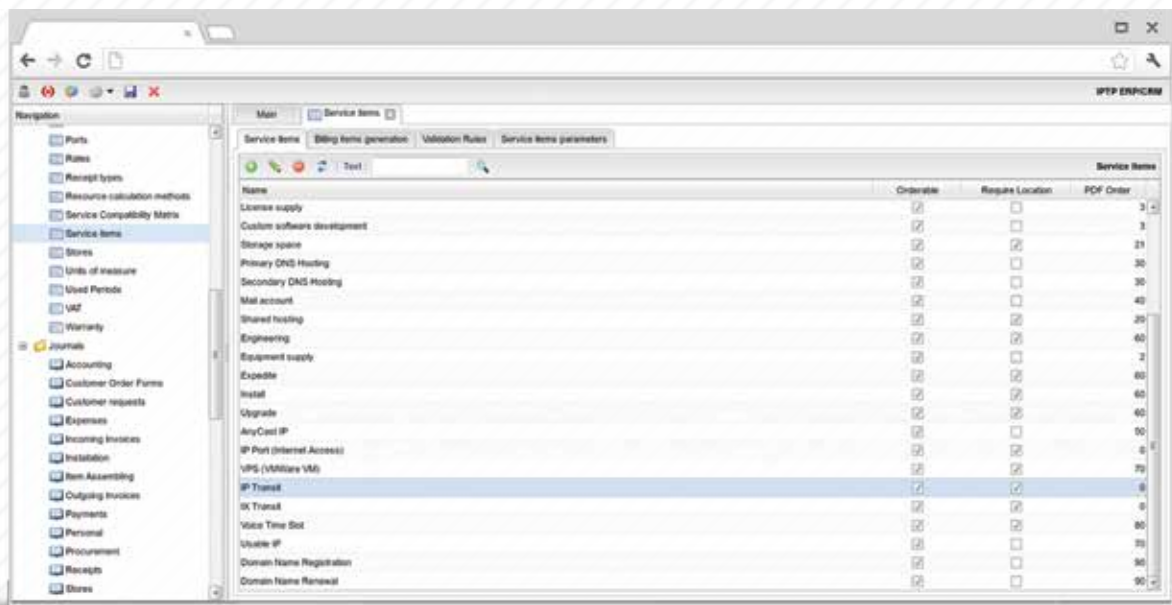 IPTP ERP/CRM
Navigation
Ports
Rates
Receipt types
Resource calculation methods
Service Compatibility Matrix
Service items
Stores
Units of measure
Used Periods
VAT
Warranty
Journals
Accounting
Customer Order Forms
Customer requests
Expenses
Incoming Invoices
Installation
Item Assembling
Outgoing Invoices
Payments
Personal
Procurement
Receipts
Stores
Main Service items
Service items Billing items generation Validation Rules Service items parameters
Text: Service Items
Name Orderable Require Location PDF Order
License supply 3
Custom software development 3
Storage space 21
Primary DNS Hosting 30
Secondary DNS Hosting 30
Mail account 40
Shared hosting 20
Engineering 60
Equipment supply 2
Expedite 60
Install 60
Upgrade 60
AnyCast IP 50
IP Port (Internet Access) 0
VPS (VMWare VM) 70
IP Transit 0
IX Transit 0
Voice Time Slot 80
Usable IP 70
Domain Name Registration 90
Domain Name Renewal 90